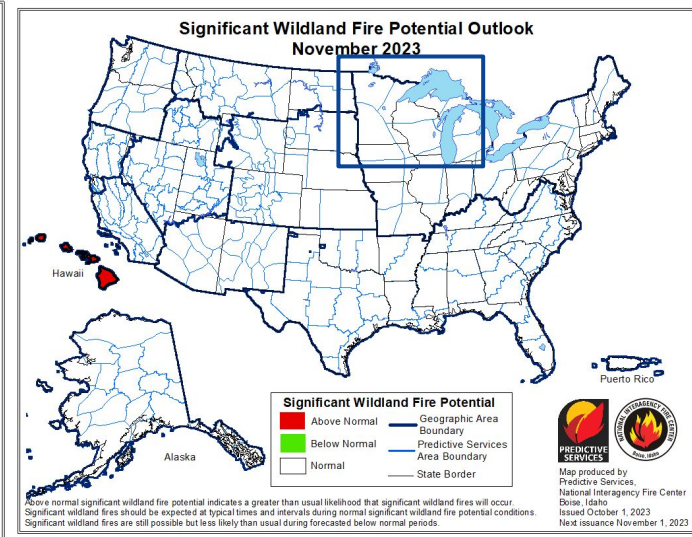 Significant Wildland Fire Potential Outlook
November 2023
Hawaii
Alaska
Puerto Rico
Significant Wildland Fire Potential
Above Normal
Below Normal
Normal
Geographic Area
Boundary
Predictive Services
Area Boundary
State Border
PREDICTIVE
SERVICES
NATIONAL INTERAGENCY FIRE CENTER
Boise, Idaho
Map produced by
Predictive Services,
National Interagency Fire Center
Boise, Idaho
Issued October 1, 2023
Next issuance November 1, 2023
Above normal significant wildland fire potential indicates a greater than usual likelihood that significant wildland fires will occur.
Significant wildland fires should be expected at typical times and intervals during normal significant wildland fire potential conditions.
Significant wildland fires are still possible but less likely than usual during forecasted below normal periods.